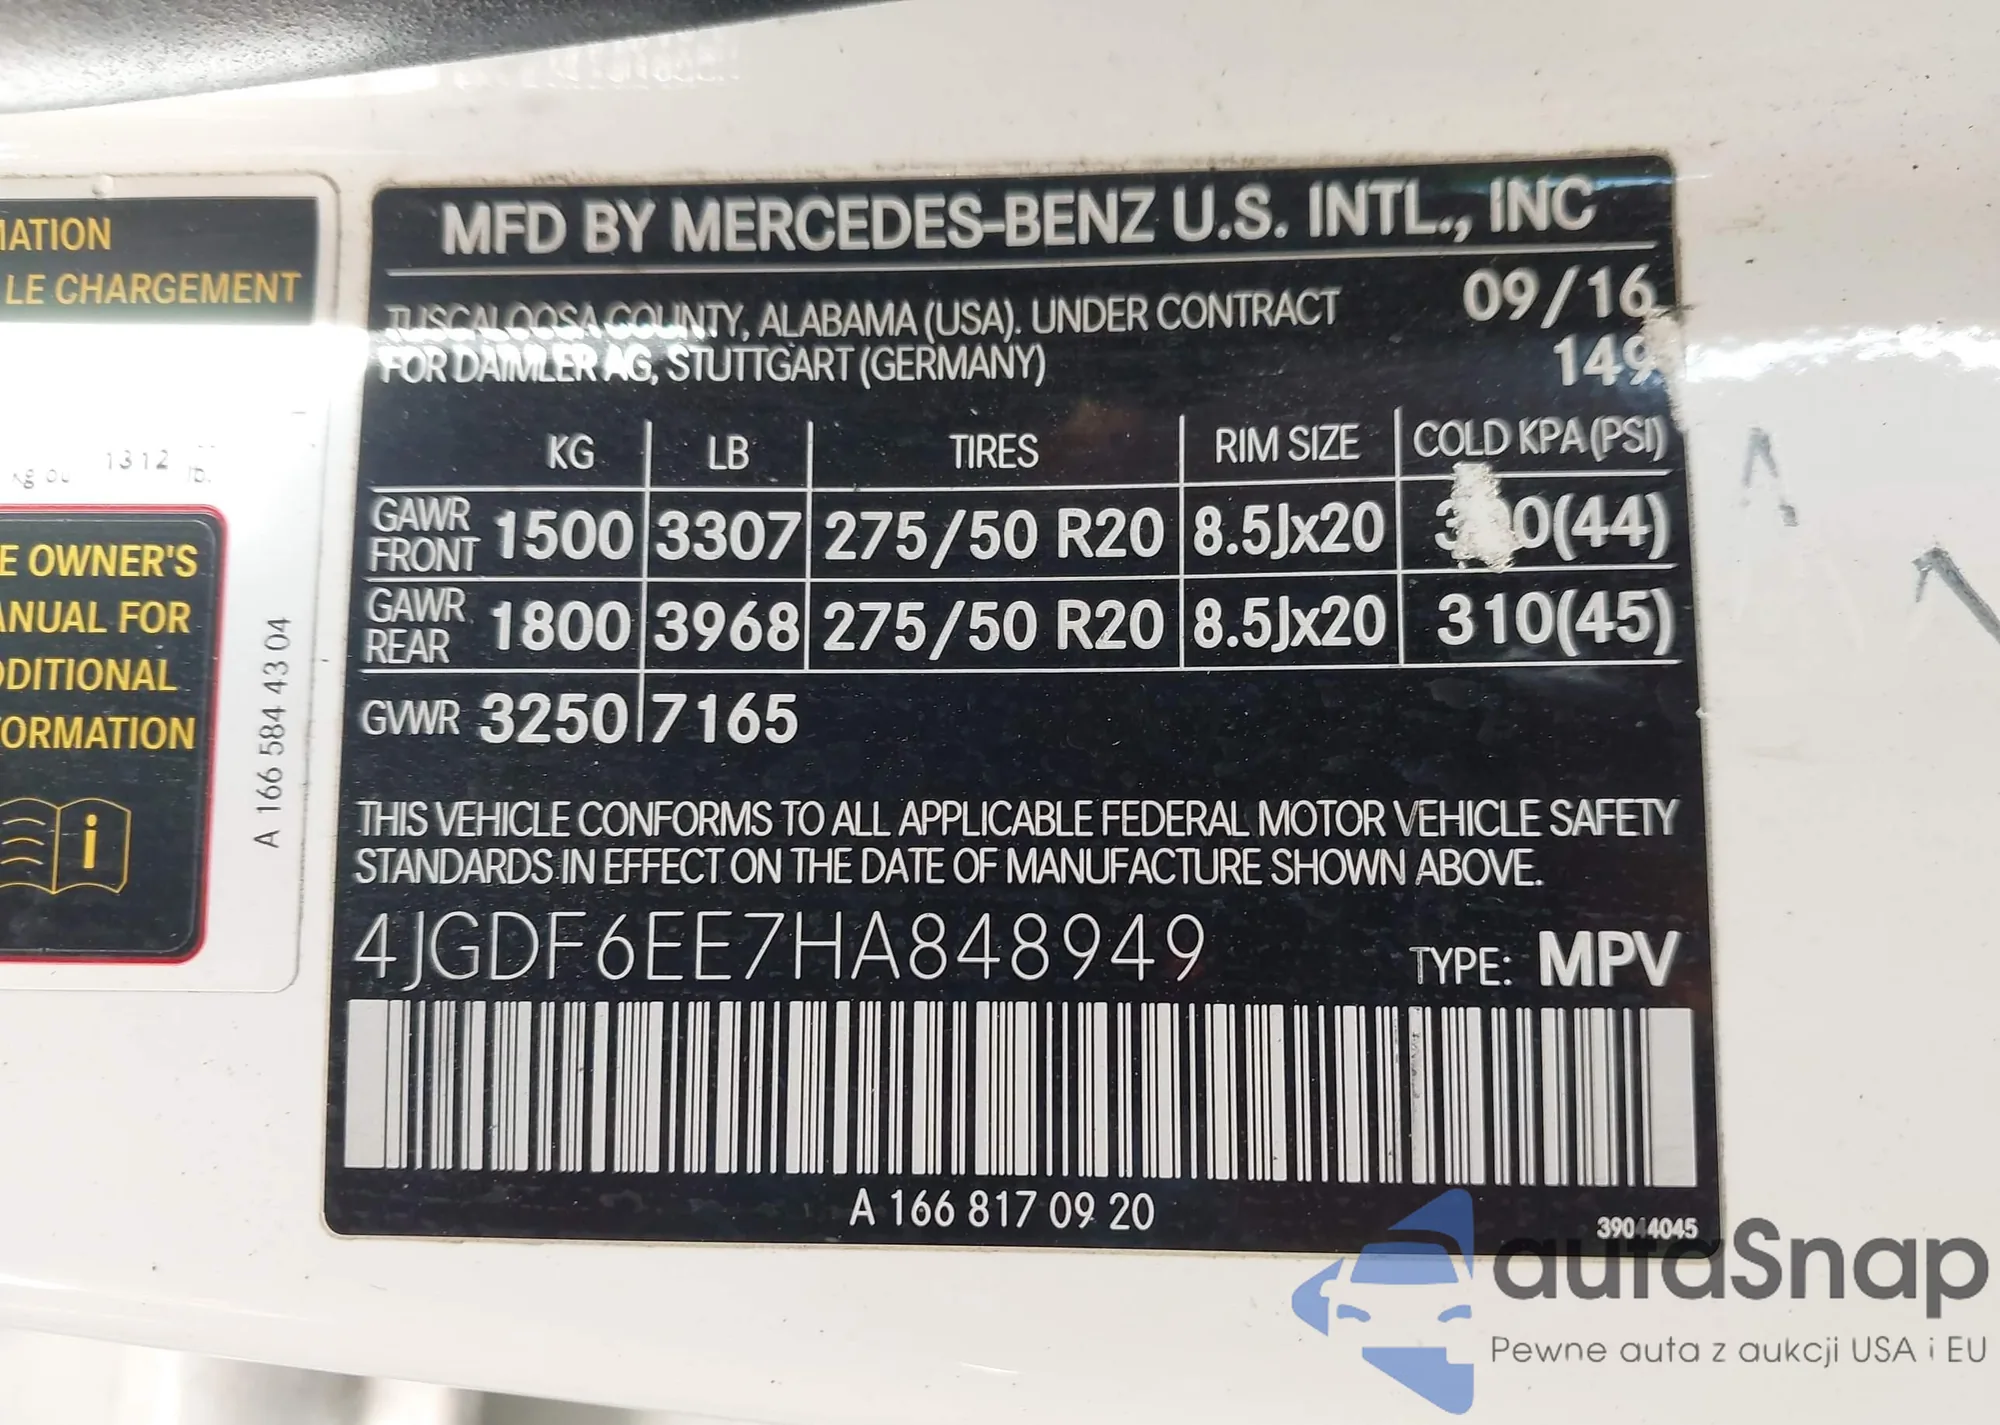 MATION
LE CHARGEMENT
1312
lb.
E OWNER'S
ANUAL FOR
DDITIONAL
FORMATION
i
A 166 584 43 04
MFD BY MERCEDES-BENZ U.S. INTL., INC
TUSCALOOSA COUNTY, ALABAMA (USA). UNDER CONTRACT 09/16
FOR DAIMLER AG, STUTTGART (GERMANY) 149
KG LB TIRES RIM SIZE COLD KPA (PSI)
GAWR FRONT 1500 3307 275/50 R20 8.5Jx20 (44)
GAWR REAR 1800 3968 275/50 R20 8.5Jx20 310(45)
GVWR 3250 7165
THIS VEHICLE CONFORMS TO ALL APPLICABLE FEDERAL MOTOR VEHICLE SAFETY
STANDARDS IN EFFECT ON THE DATE OF MANUFACTURE SHOWN ABOVE.
4JGDF6EE7HA848949 TYPE: MPV
A 166 817 09 20
autaSnap
Pewne auta z aukcji USA i EU